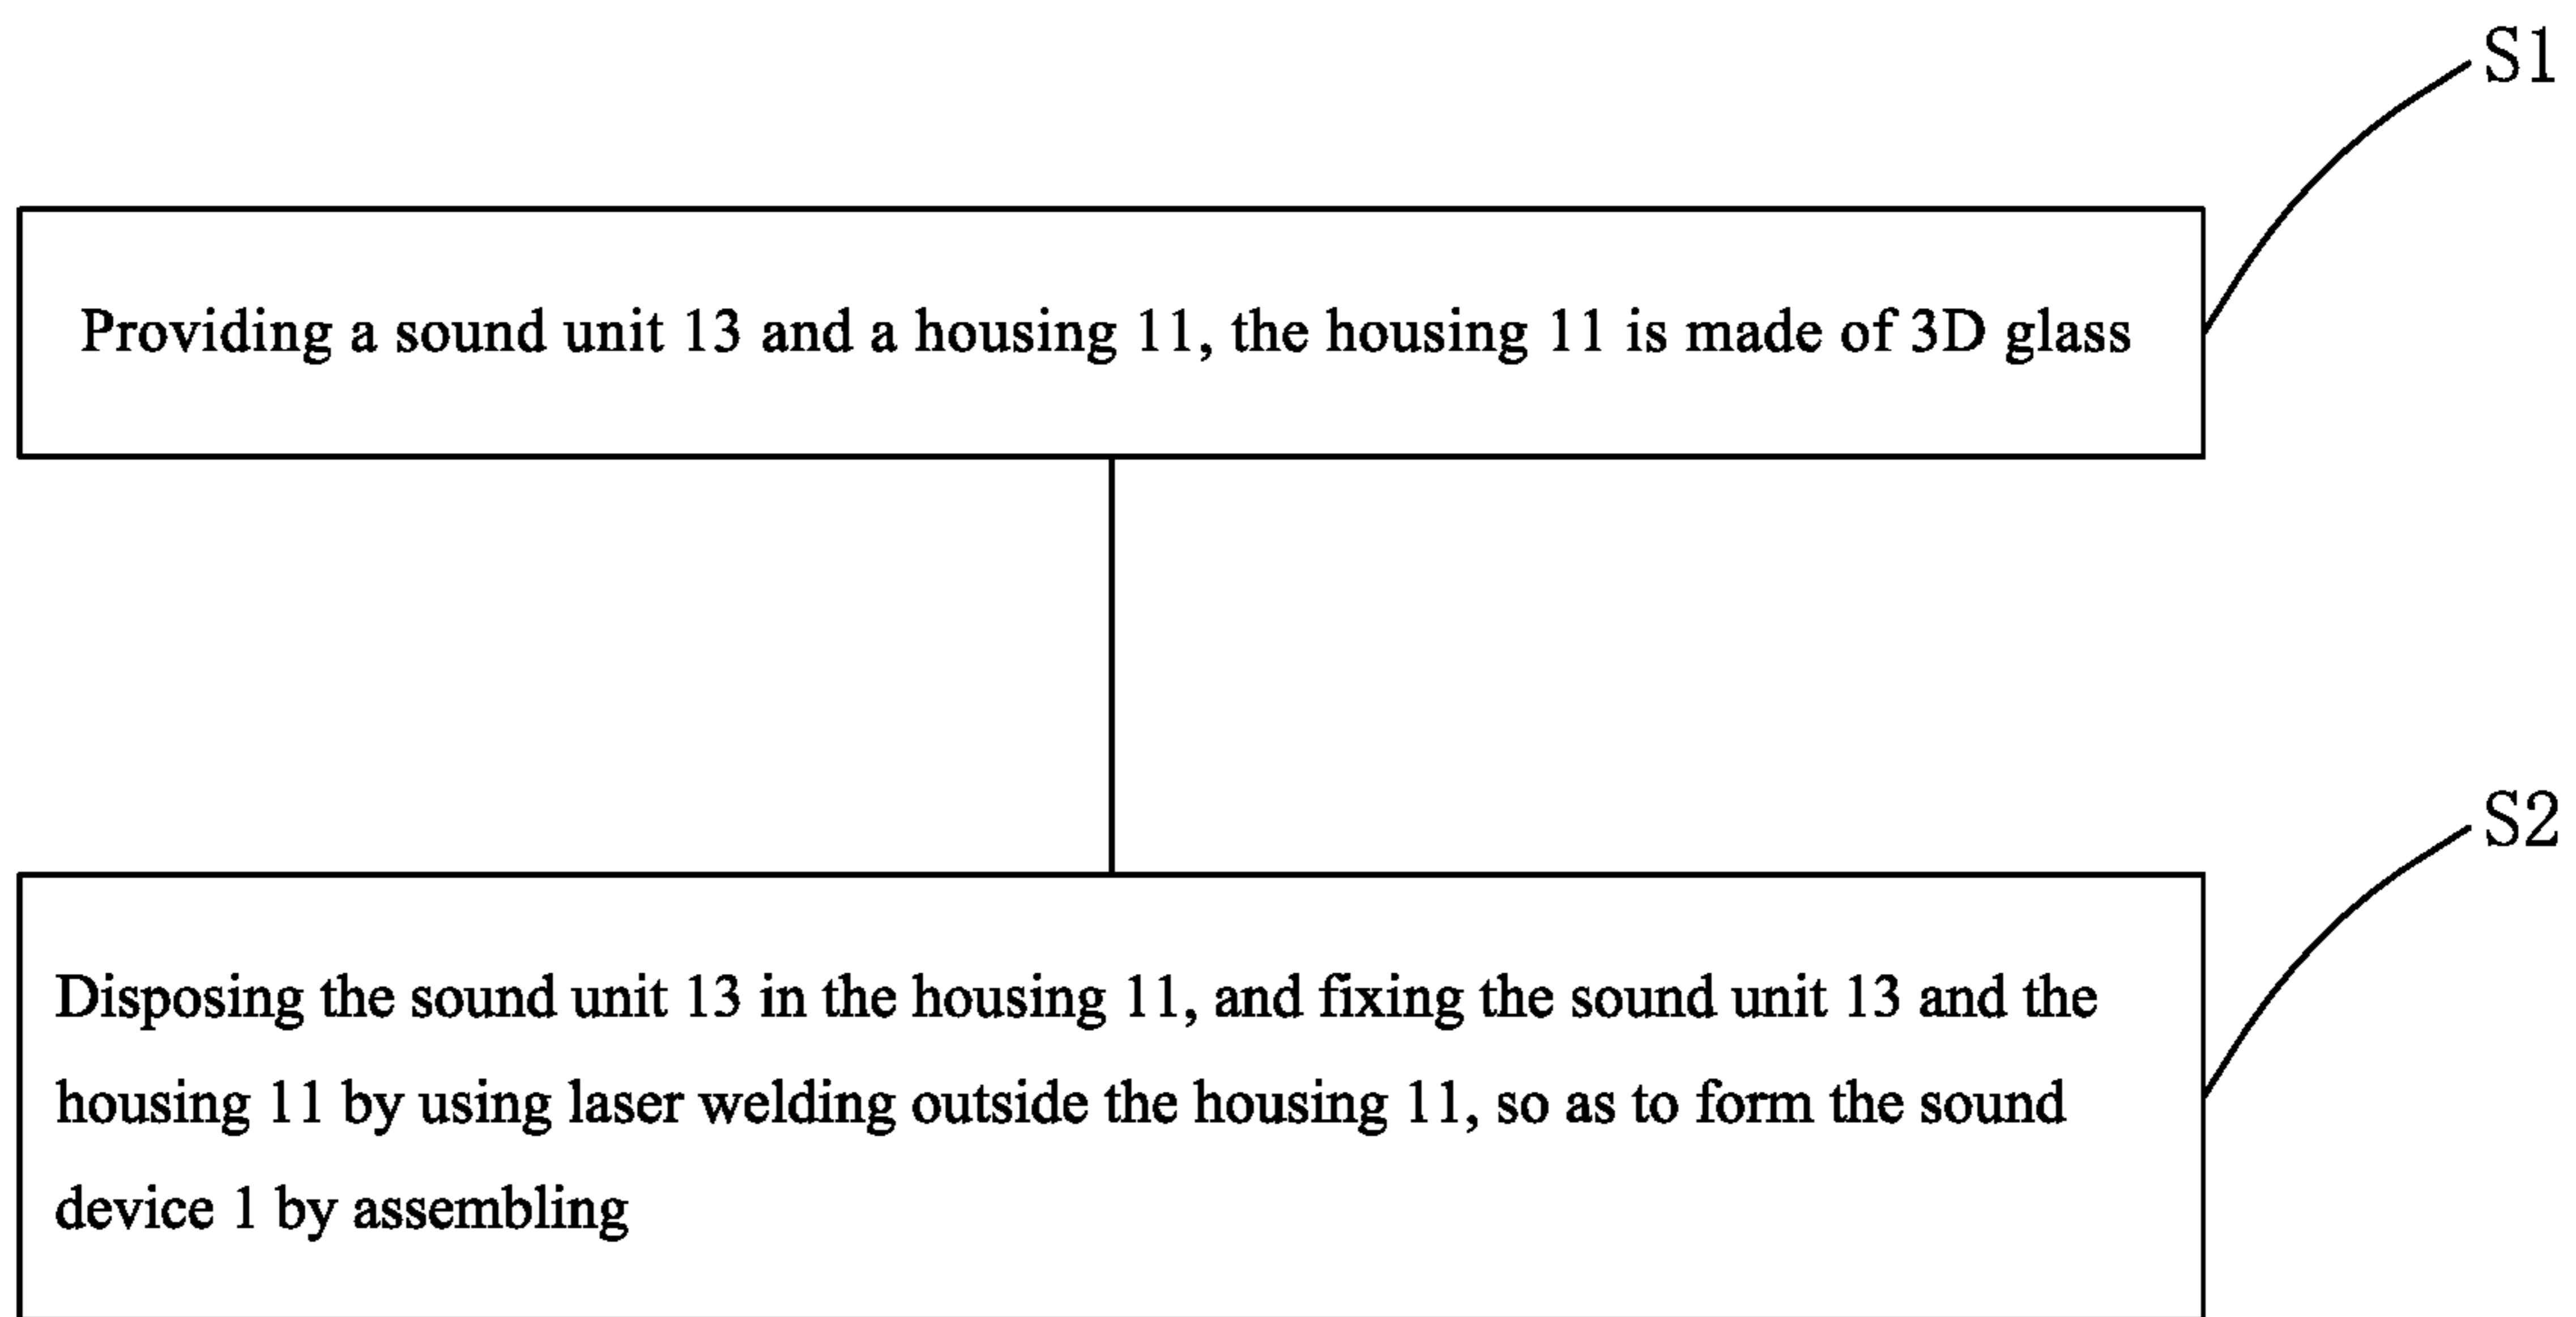 S1
Providing a sound unit 13 and a housing 11, the housing 11 is made of 3D glass
S2
Disposing the sound unit 13 in the housing 11, and fixing the sound unit 13 and the
housing 11 by using laser welding outside the housing 11, so as to form the sound
device 1 by assembling